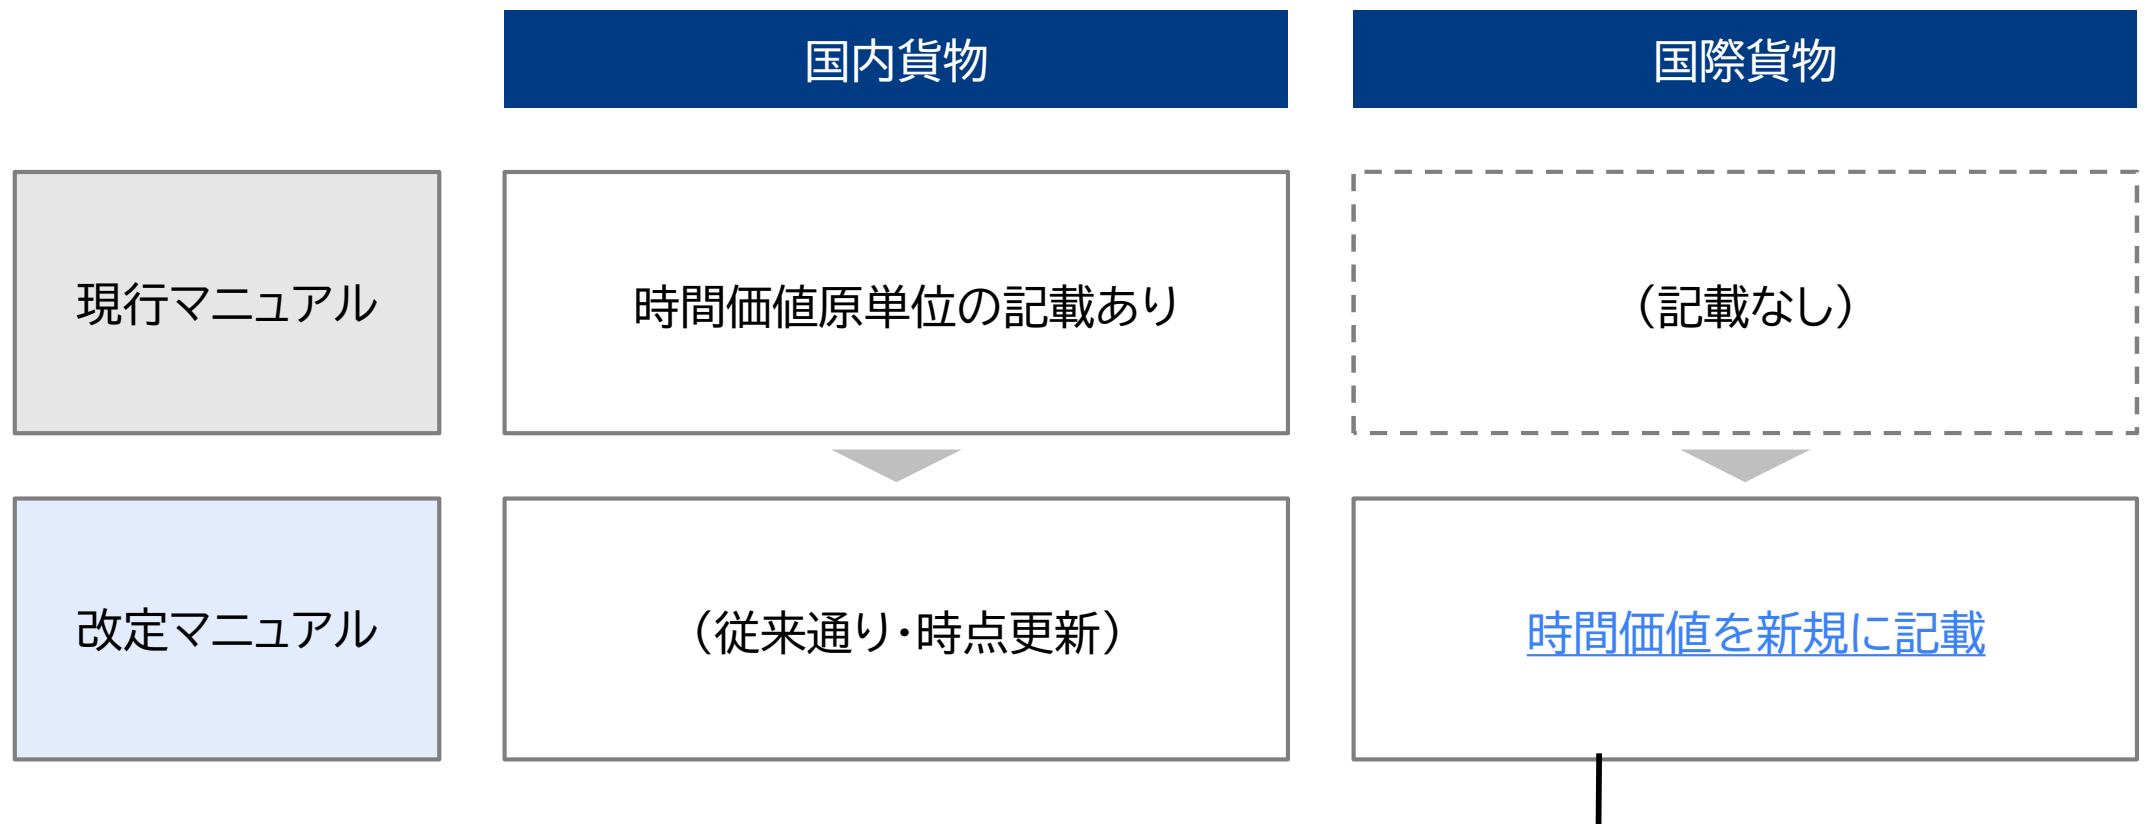 国内貨物
国際貨物
現行マニュアル
時間価値原単位の記載あり
（記載なし）
改定マニュアル
（従来通り・時点更新）
時間価値を新規に記載